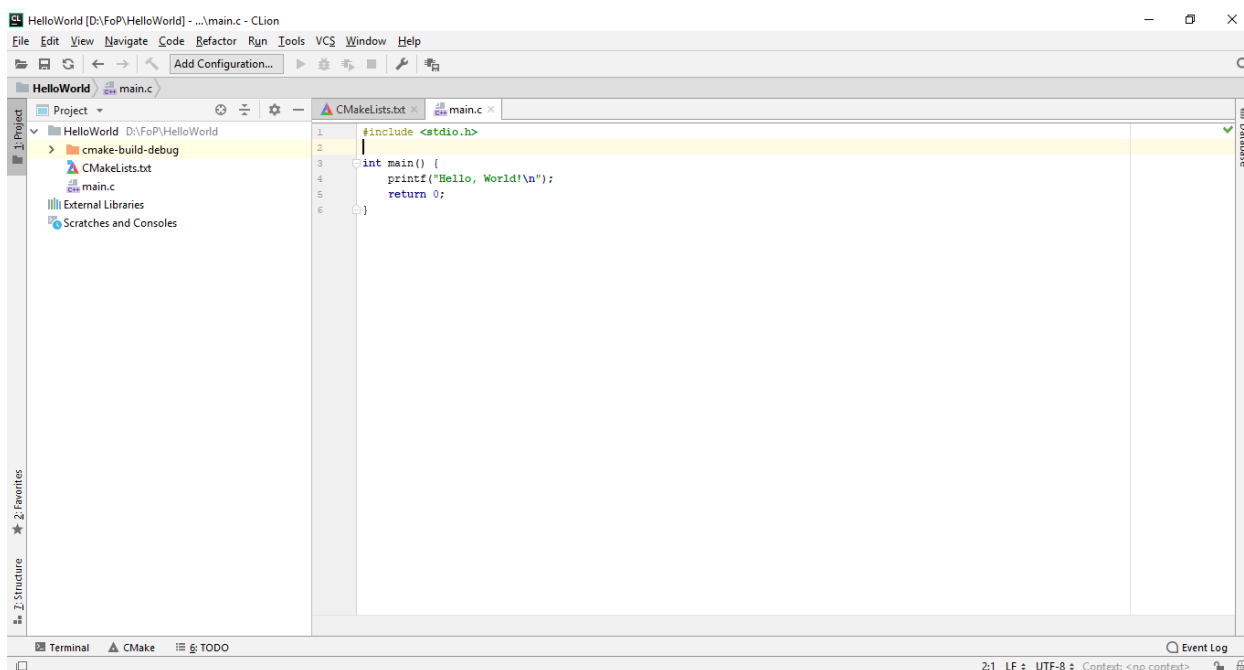 HelloWorld [D:\FoP\HelloWorld] - ...\main.c - CLion
File Edit View Navigate Code Refactor Run Tools VCS Window Help
Add Configuration...
HelloWorld main.c
1: Project
Project
HelloWorld D:\FoP\HelloWorld
cmake-build-debug
CMakeLists.txt
main.c
External Libraries
Scratches and Consoles
CMakeLists.txt main.c
1 #include <stdio.h>
2
3 int main() {
4 printf("Hello, World!\n");
5 return 0;
6 }
Database
2: Favorites
7: Structure
Terminal CMake 6: TODO Event Log
2:1 LF UTF-8 Context: <no context>